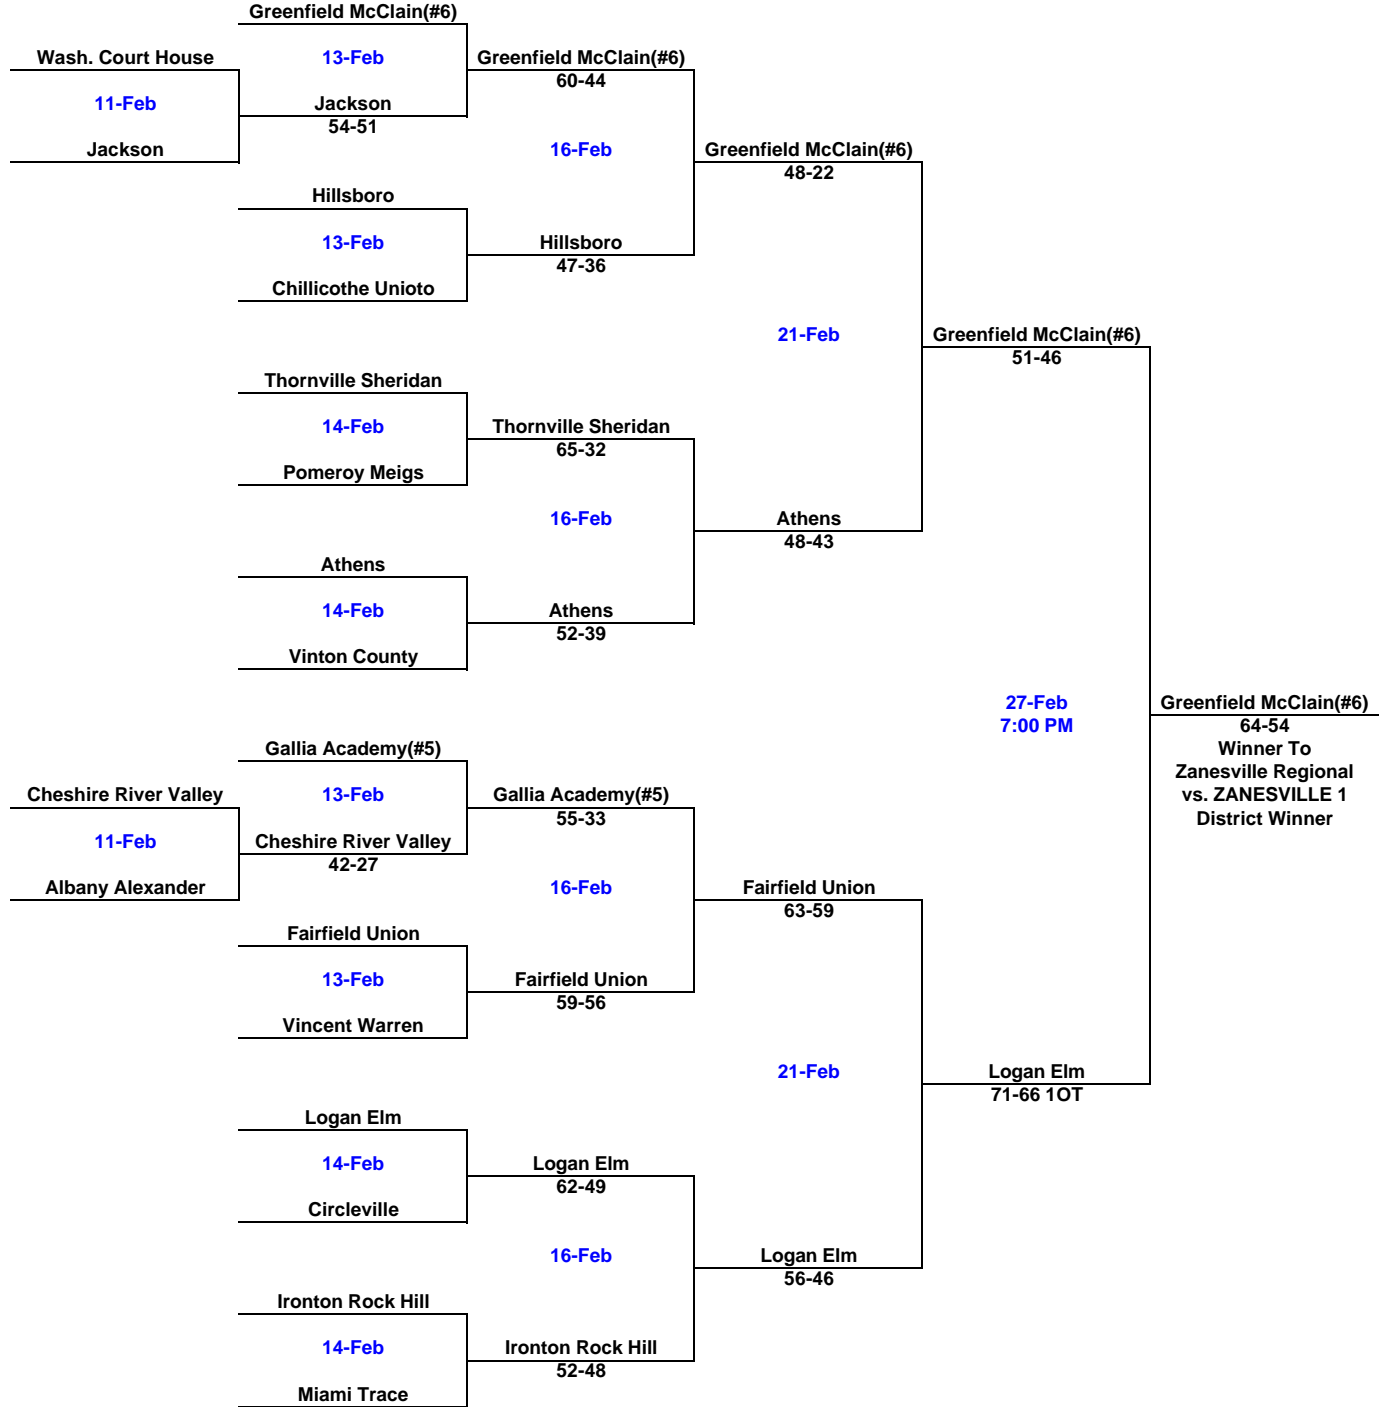 Greenfield McClain(#6)
Wash. Court House
13-Feb
Greenfield McClain(#6)
60-44
11-Feb
Jackson
54-51
Jackson
16-Feb
Greenfield McClain(#6)
48-22
Hillsboro
13-Feb
Hillsboro
47-36
Chillicothe Unioto
21-Feb
Greenfield McClain(#6)
51-46
Thornville Sheridan
14-Feb
Thornville Sheridan
65-32
Pomeroy Meigs
16-Feb
Athens
48-43
Athens
14-Feb
Athens
52-39
Vinton County
27-Feb
7:00 PM
Greenfield McClain(#6)
64-54
Winner To
Zanesville Regional
vs. ZANESVILLE 1
District Winner
Gallia Academy(#5)
Cheshire River Valley
13-Feb
Gallia Academy(#5)
55-33
11-Feb
Cheshire River Valley
42-27
Albany Alexander
16-Feb
Fairfield Union
63-59
Fairfield Union
13-Feb
Fairfield Union
59-56
Vincent Warren
21-Feb
Logan Elm
71-66 1OT
Logan Elm
14-Feb
Logan Elm
62-49
Circleville
16-Feb
Logan Elm
56-46
Ironton Rock Hill
14-Feb
Ironton Rock Hill
52-48
Miami Trace